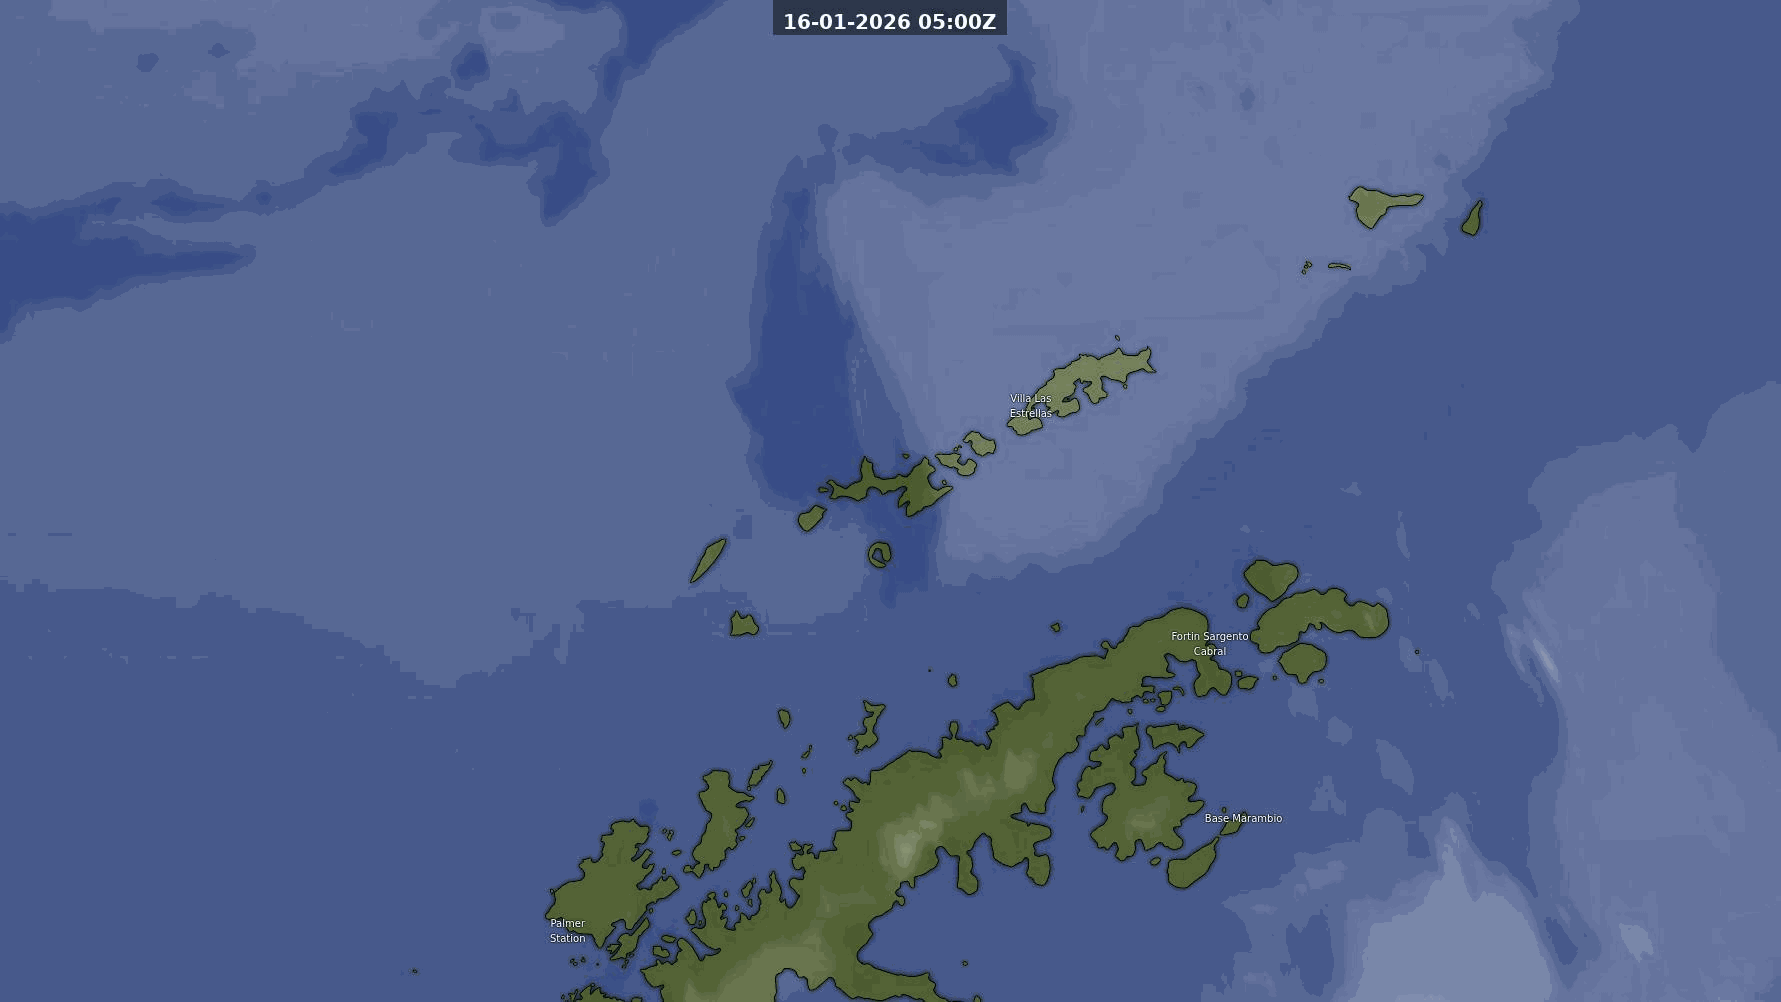 16-01-2026 05:00Z
Villa Las
Estrellas
Fortin Sargento
Cabral
Base Marambio
Palmer
Station